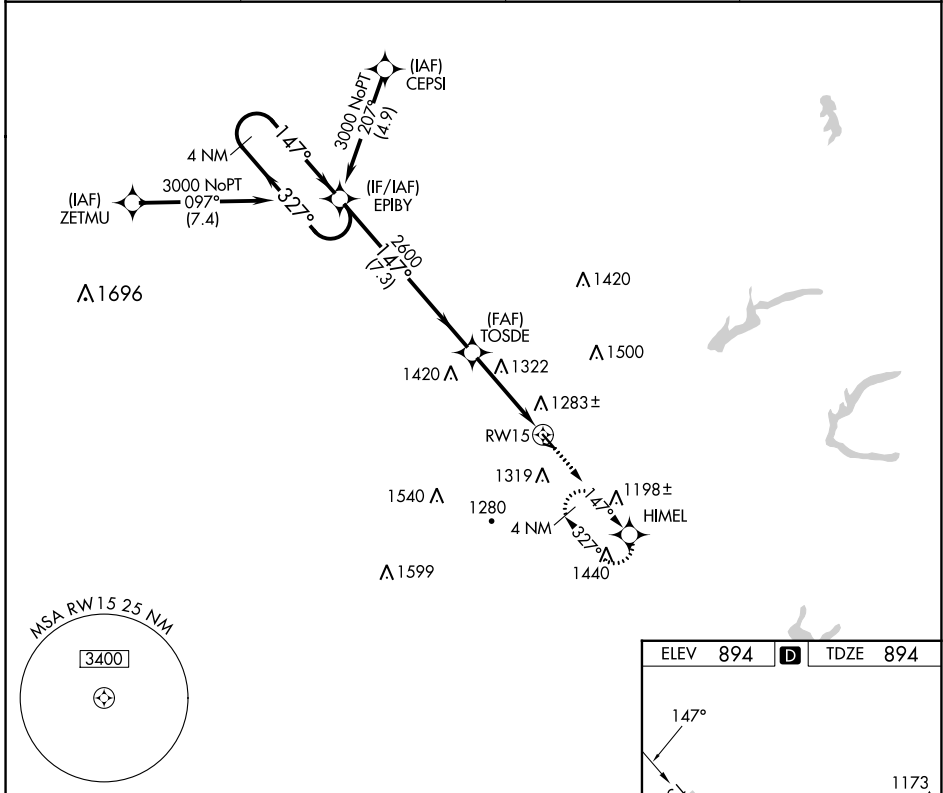 (IAF)
CEPSI
3000 NoPT
207°
(4.9)
4 NM
147°
327°
(IF/IAF)
EPIBY
(IAF)
ZETMU
3000 NoPT
097°
(7.4)
2600
147°
(7.3)
1696
1420
(FAF)
TOSDE
1500
1322
1420
1283±
RW15
1319
1540
1198±
147°
1280
4 NM
HIMEL
327°
1599
1440
MSA RW15 25 NM
3400
ELEV 894 D TDZE 894
147°
1173